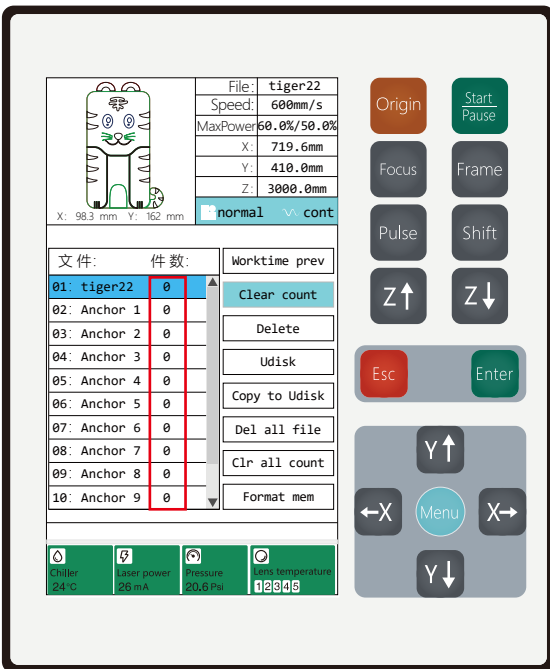 File: tiger22
Speed: 600mm/s
MaxPower 60.0%/50.0%
X: 719.6mm
Y: 410.0mm
Z: 3000.0mm
X: 98.3 mm Y: 162 mm
normal cont
文件: 件数:
01: tiger22 0
02: Anchor 1 0
03: Anchor 2 0
04: Anchor 3 0
05: Anchor 4 0
06: Anchor 5 0
07: Anchor 6 0
08: Anchor 7 0
09: Anchor 8 0
10: Anchor 9 0
Worktime prev
Clear count
Delete
Udisk
Copy to Udisk
Del all file
Clr all count
Format mem
Chiller
24°C
Laser power
26 mA
Pressure
20.6 Psi
Lens temperature
1 2 3 4 5
Origin
Start
Pause
Focus
Frame
Pulse
Shift
Z↑
Z↓
Esc
Enter
Y↑
←X
Menu
X→
Y↓